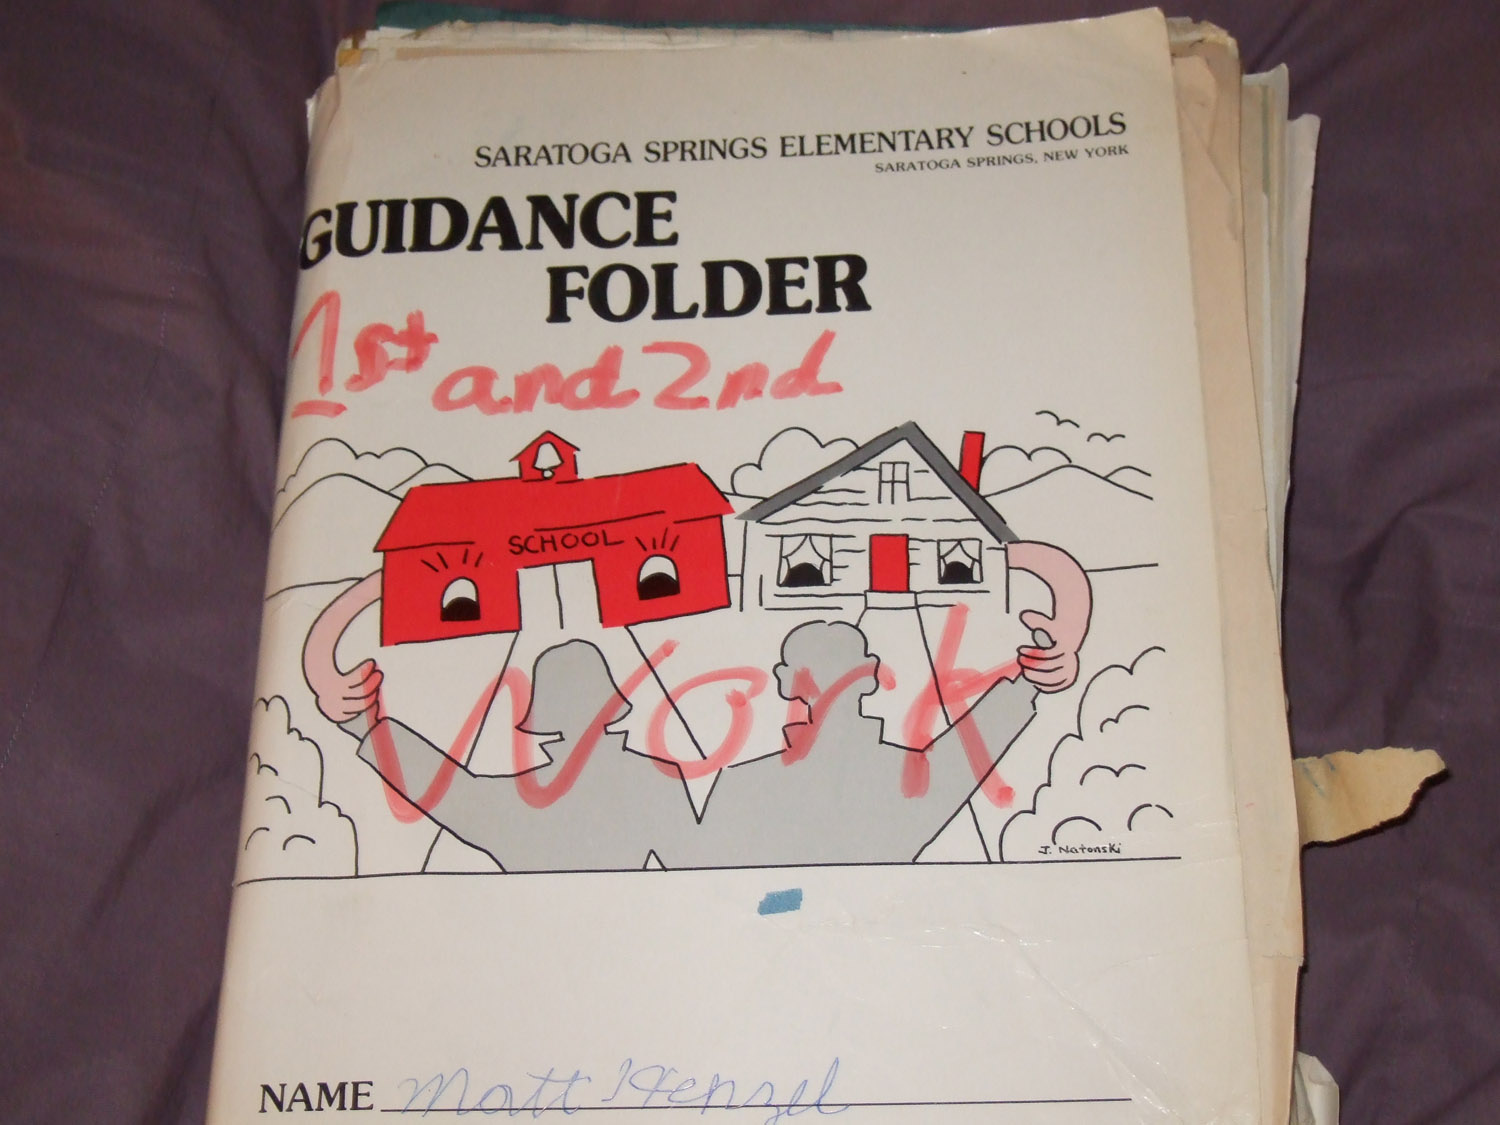 SARATOGA SPRINGS ELEMENTARY SCHOOLS
SARATOGA SPRINGS, NEW YORK
GUIDANCE
FOLDER
1st and 2nd
SCHOOL
Work
J. Natonski
NAME Matt Henzel